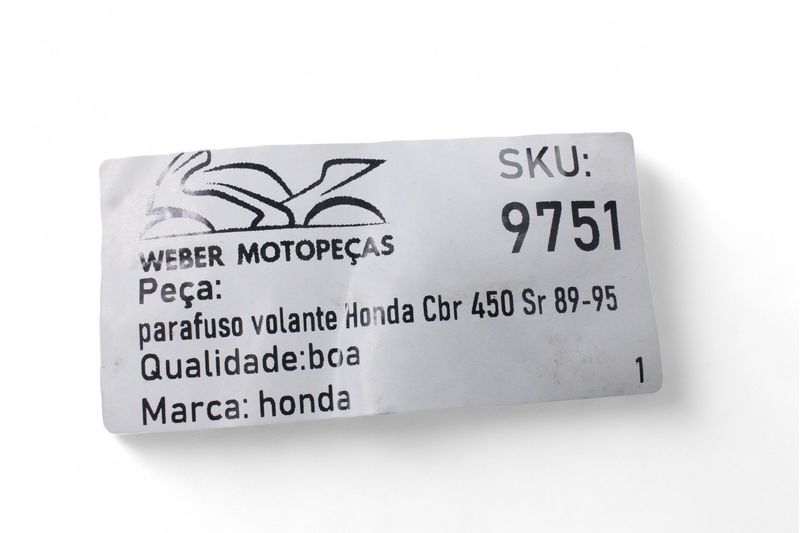 WEBER MOTOPEÇAS
SKU:
9751
Peça:
parafuso volante Honda Cbr 450 Sr 89-95
Qualidade:boa
Marca: honda
1